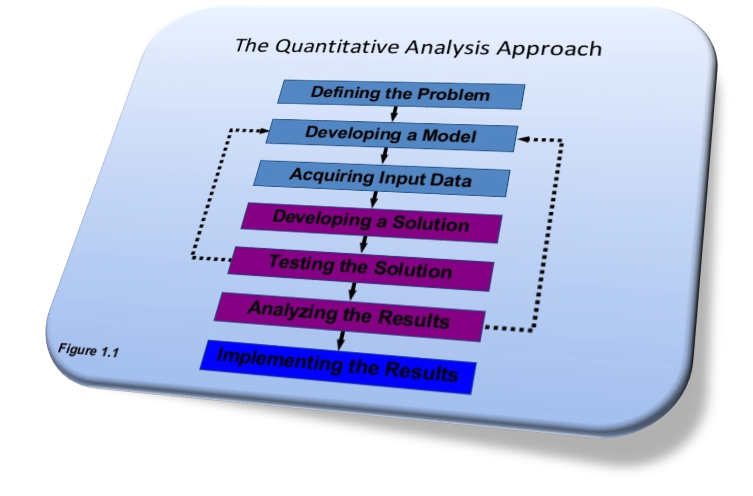 The Quantitative Analysis Approach
Defining the Problem
Developing a Model
Acquiring Input Data
Developing a Solution
Testing the Solution
Analyzing the Results
Implementing the Results
Figure 1.1